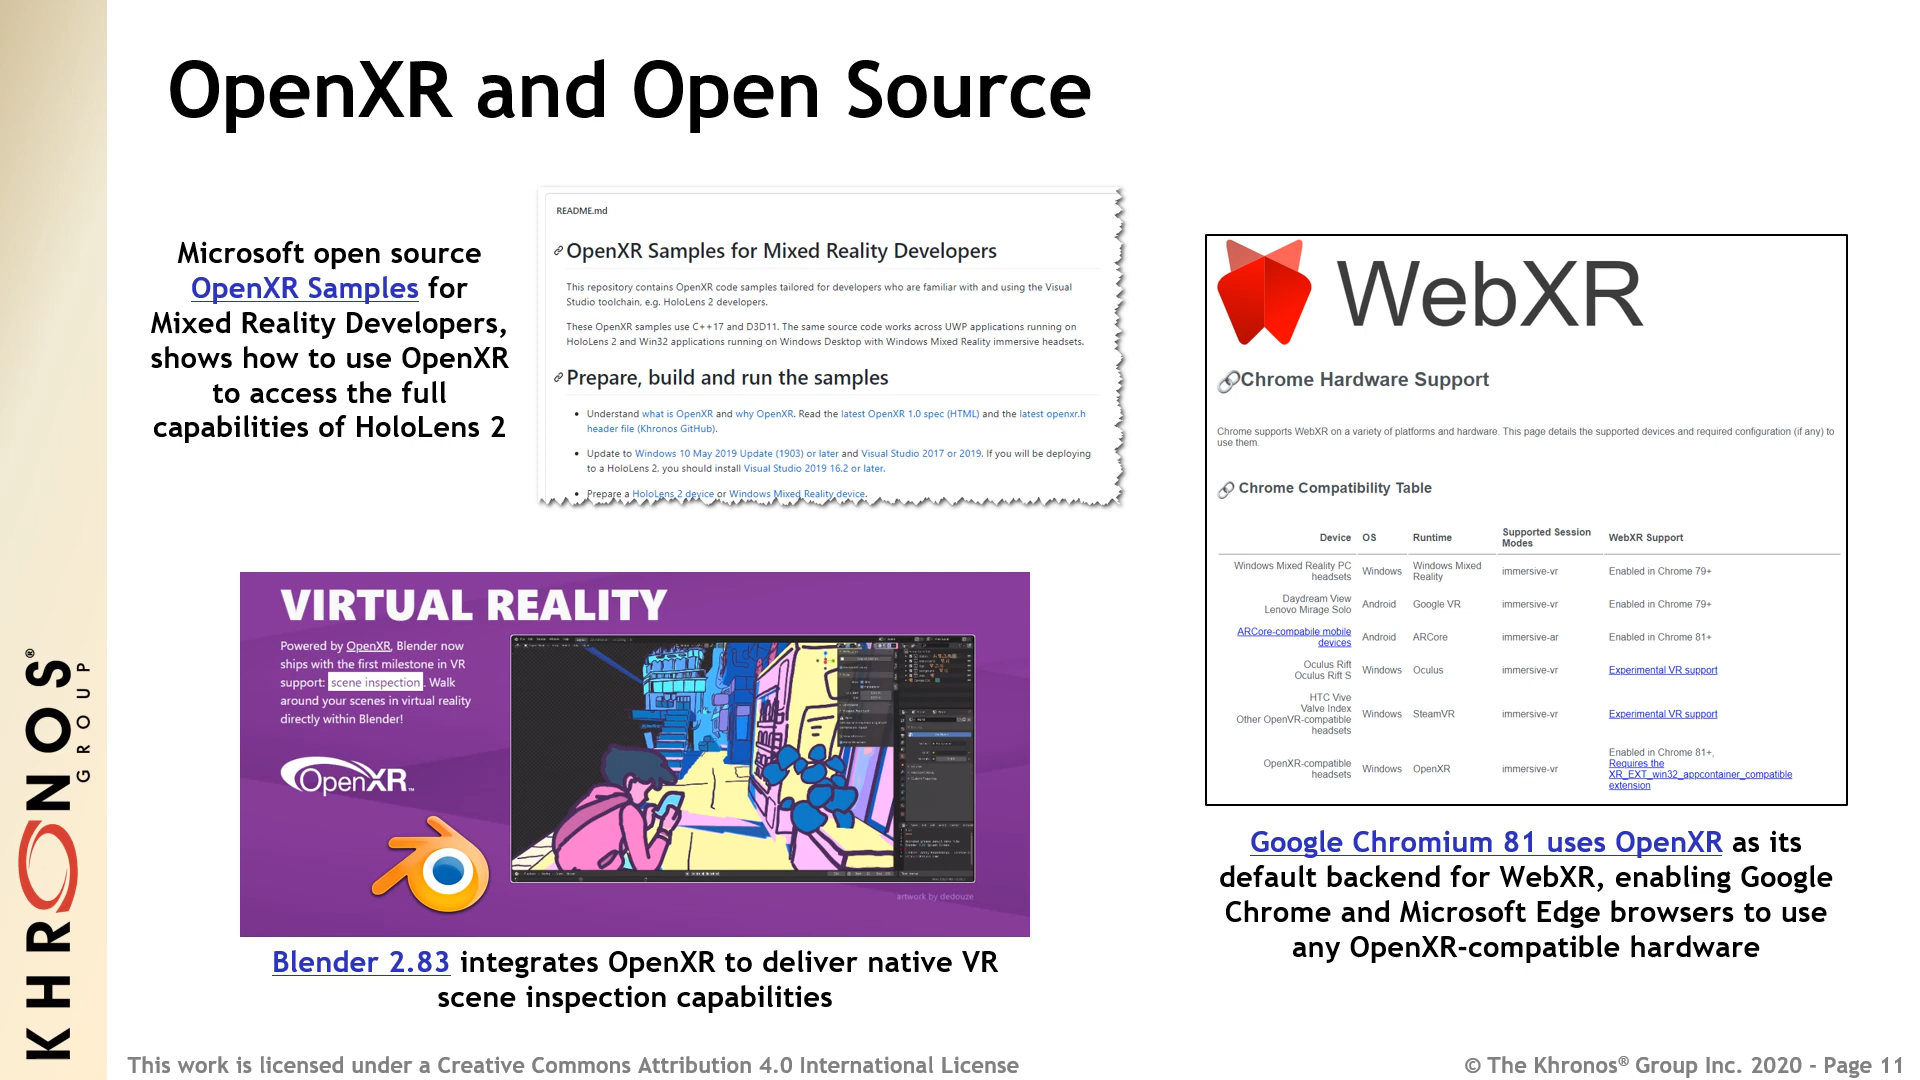 OpenXR and Open Source
Microsoft open source
OpenXR Samples for
Mixed Reality Developers,
shows how to use OpenXR
to access the full
capabilities of HoloLens 2
README.md
OpenXR Samples for Mixed Reality Developers
This repository contains OpenXR code samples tailored for developers who are familiar with and using the Visual
Studio toolchain, e.g. HoloLens 2 developers.
These OpenXR samples use C++17 and D3D11. The same source code works across UWP applications running on
HoloLens 2 and Win32 applications running on Windows Desktop with Windows Mixed Reality immersive headsets.
Prepare, build and run the samples
• Understand what is OpenXR and why OpenXR. Read the latest OpenXR 1.0 spec (HTML) and the latest openxr.h
header file (Khronos GitHub).
• Update to Windows 10 May 2019 Update (1903) or later and Visual Studio 2017 or 2019. If you will be deploying
to a HoloLens 2, you should install Visual Studio 2019 16.2 or later.
• Prepare a HoloLens 2 device or Windows Mixed Reality device.
WebXR
Chrome Hardware Support
Chrome supports WebXR on a variety of platforms and hardware. This page details the supported devices and required configuration (if any) to
use them.
Chrome Compatibility Table
Device OS Runtime Supported Session Modes WebXR Support
Windows Mixed Reality PC headsets Windows Windows Mixed Reality immersive-vr Enabled in Chrome 79+
Daydream View Lenovo Mirage Solo Android Google VR immersive-vr Enabled in Chrome 79+
ARCore-compabile mobile devices Android ARCore immersive-ar Enabled in Chrome 81+
Oculus Rift Oculus Rift S Windows Oculus immersive-vr Experimental VR support
HTC Vive Valve Index Other OpenVR-compatible headsets Windows SteamVR immersive-vr Experimental VR support
OpenXR-compatible headsets Windows OpenXR immersive-vr Enabled in Chrome 81+, Requires the XR_EXT_win32_appcontainer_compatible extension
Google Chromium 81 uses OpenXR as its
default backend for WebXR, enabling Google
Chrome and Microsoft Edge browsers to use
any OpenXR-compatible hardware
VIRTUAL REALITY
Powered by OpenXR, Blender now
ships with the first milestone in VR
support: scene inspection. Walk
around your scenes in virtual reality
directly within Blender!
OpenXR™
artwork by dedouze
Blender 2.83 integrates OpenXR to deliver native VR
scene inspection capabilities
KHRONOS®
GROUP
This work is licensed under a Creative Commons Attribution 4.0 International License
© The Khronos® Group Inc. 2020 - Page 11